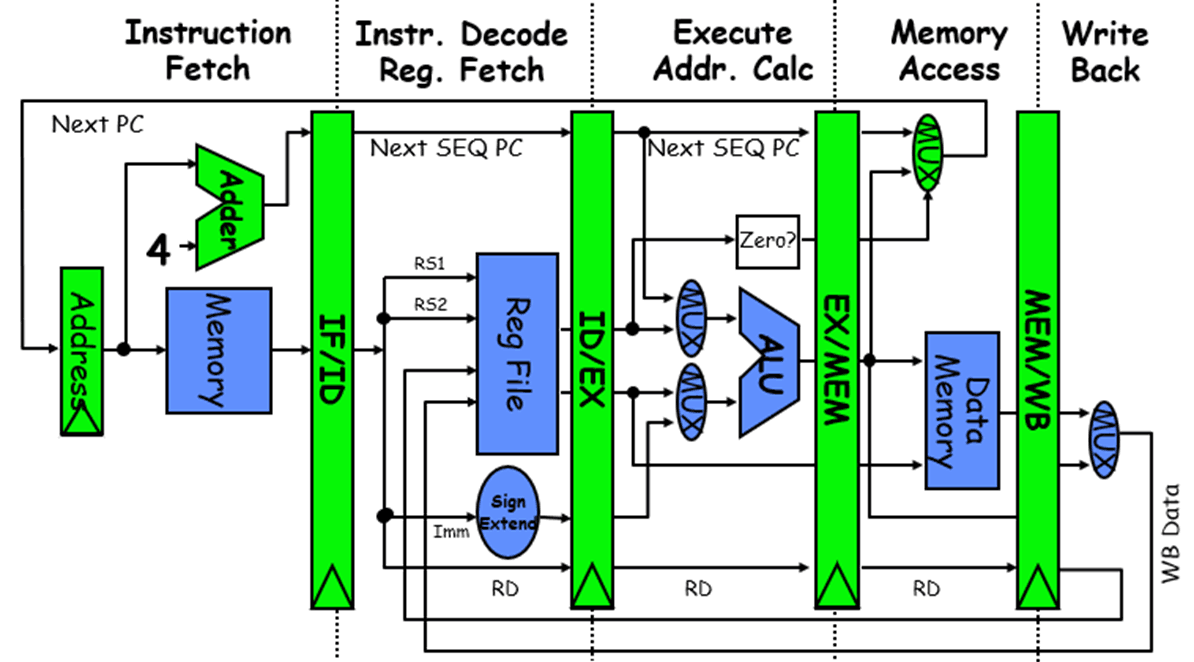 Instruction
Fetch
Instr. Decode
Reg. Fetch
Execute
Addr. Calc
Memory
Access
Write
Back
Next PC
Next SEQ PC
Next SEQ PC
MUX
Adder
4
Zero?
RS1
RS2
Address
Memory
IF/ID
Reg File
ID/EX
MUX
MUX
ALU
EX/MEM
Data
Memory
MEM/WB
MUX
Sign
Extend
Imm
WB Data
RD
RD
RD